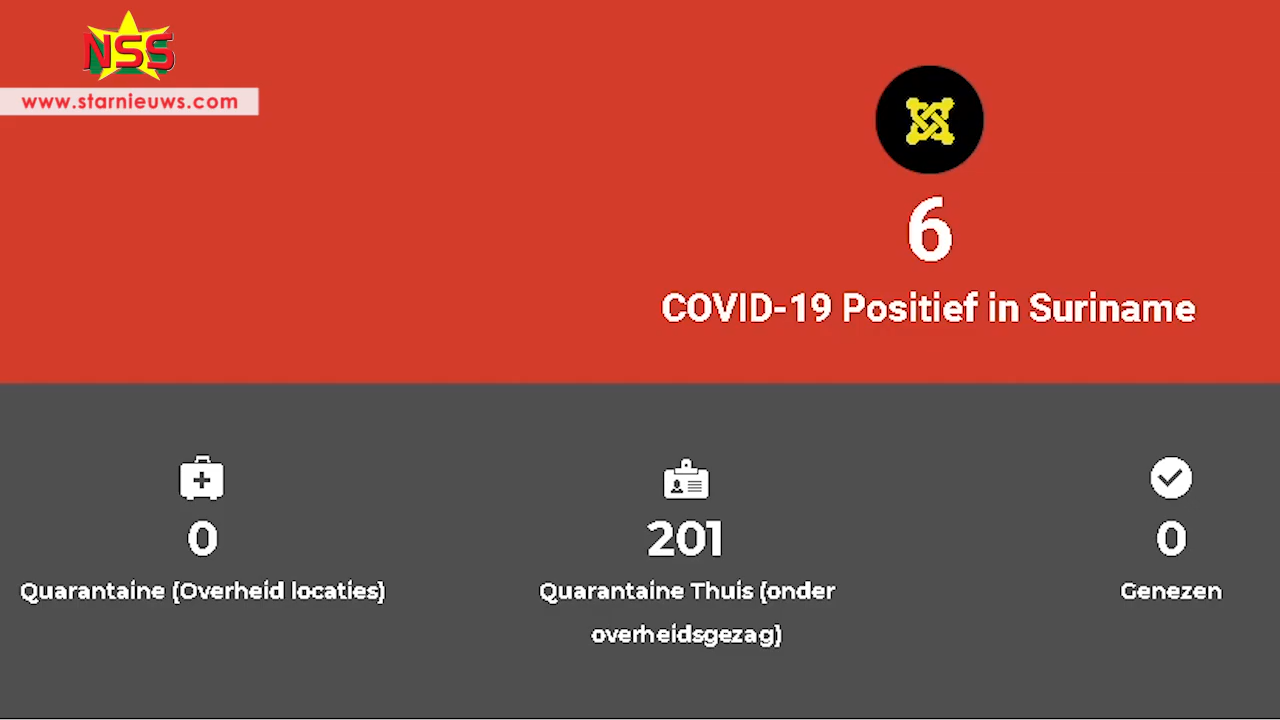 NSS
www.starnieuws.com
6
COVID-19 Positief in Suriname
0
Quarantaine (Overheid locaties)
201
Quarantaine Thuis (onder
overheidsgezag)
0
Genezen